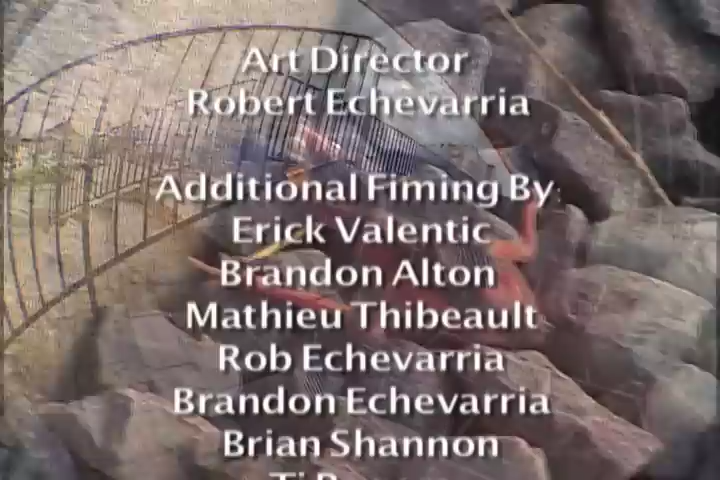 Art Director
Robert Echevarria
Additional Fiming By
Erick Valentic
Brandon Alton
Mathieu Thibeault
Rob Echevarria
Brandon Echevarria
Brian Shannon